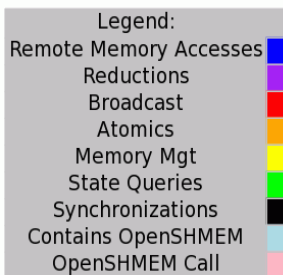 Legend:
Remote Memory Accesses
Reductions
Broadcast
Atomics
Memory Mgt
State Queries
Synchronizations
Contains OpenSHMEM
OpenSHMEM Call